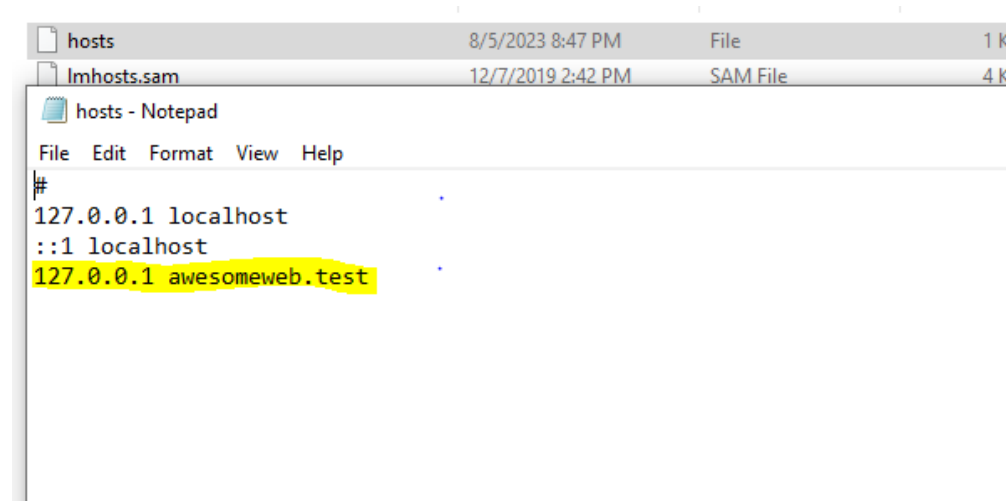 hosts 8/5/2023 8:47 PM File 1 K
lmhosts.sam 12/7/2019 2:42 PM SAM File 4 K
hosts - Notepad
File Edit Format View Help
#
127.0.0.1 localhost
::1 localhost
127.0.0.1 awesomeweb.test